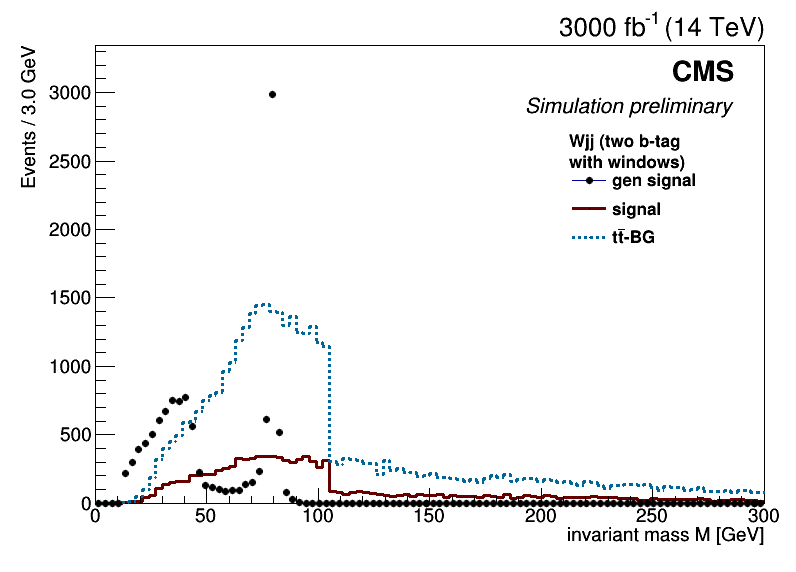 3000 fb⁻¹ (14 TeV)
Events / 3.0 GeV
CMS
Simulation preliminary
Wjj (two b-tag
with windows)
gen signal
signal
tt̄-BG
3000
2500
2000
1500
1000
500
0
0 50 100 150 200 250 300
invariant mass M [GeV]